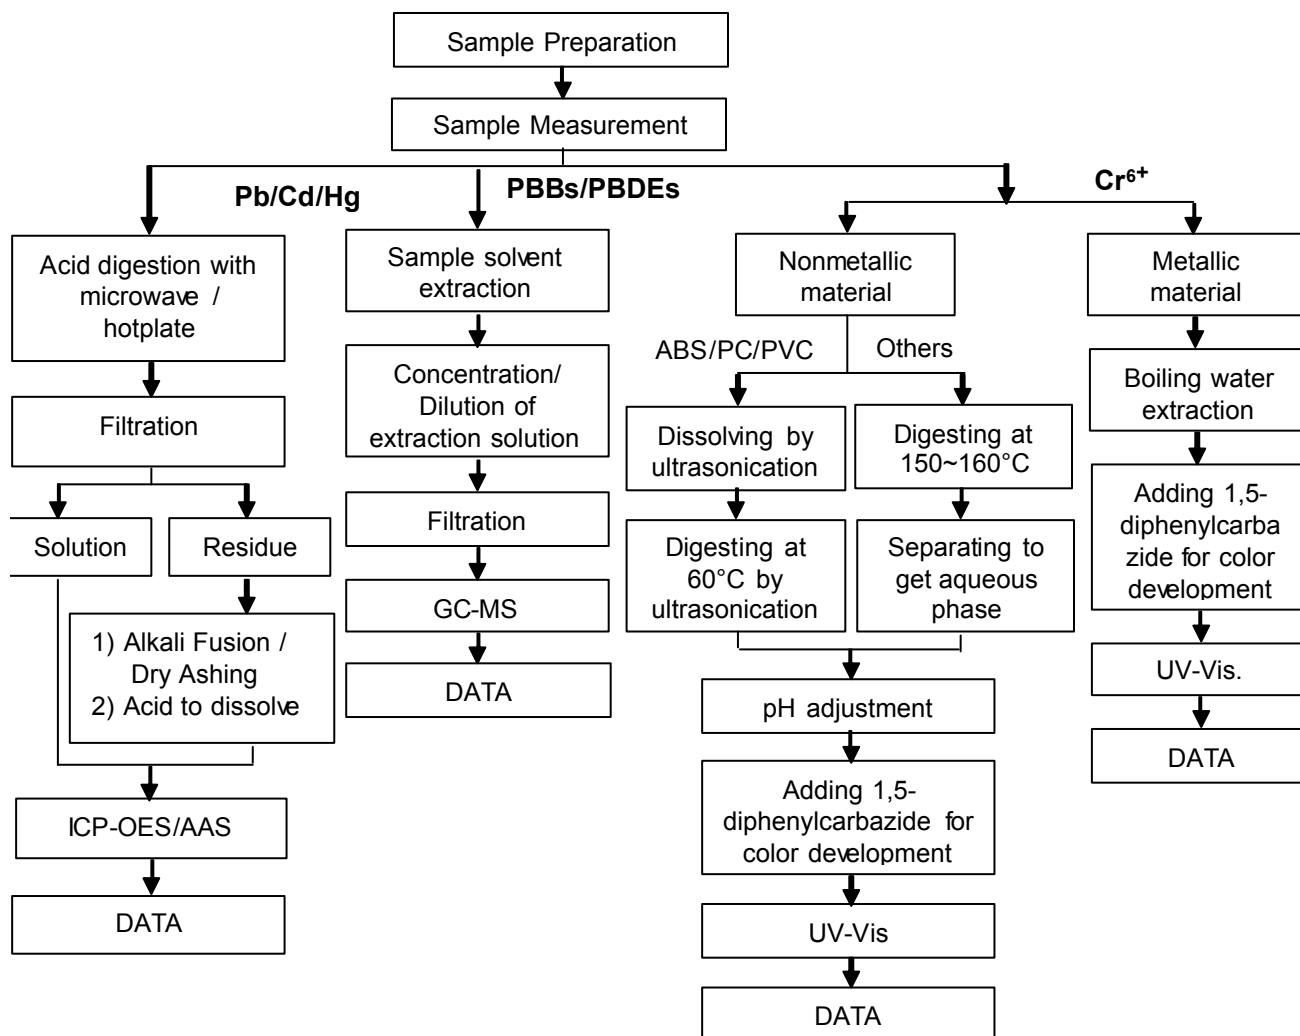 Sample Preparation
Sample Measurement
Pb/Cd/Hg
PBBs/PBDEs
Cr⁶⁺
Acid digestion with
microwave /
hotplate
Filtration
Solution
Residue
1) Alkali Fusion /
Dry Ashing
2) Acid to dissolve
ICP-OES/AAS
DATA
Sample solvent
extraction
Concentration/
Dilution of
extraction solution
Filtration
GC-MS
DATA
Nonmetallic
material
ABS/PC/PVC
Others
Dissolving by
ultrasonication
Digesting at
60°C by
ultrasonication
Digesting at
150~160°C
Separating to
get aqueous
phase
pH adjustment
Adding 1,5-
diphenylcarbazide for
color development
UV-Vis
DATA
Metallic
material
Boiling water
extraction
Adding 1,5-
diphenylcarba
zide for color
development
UV-Vis.
DATA